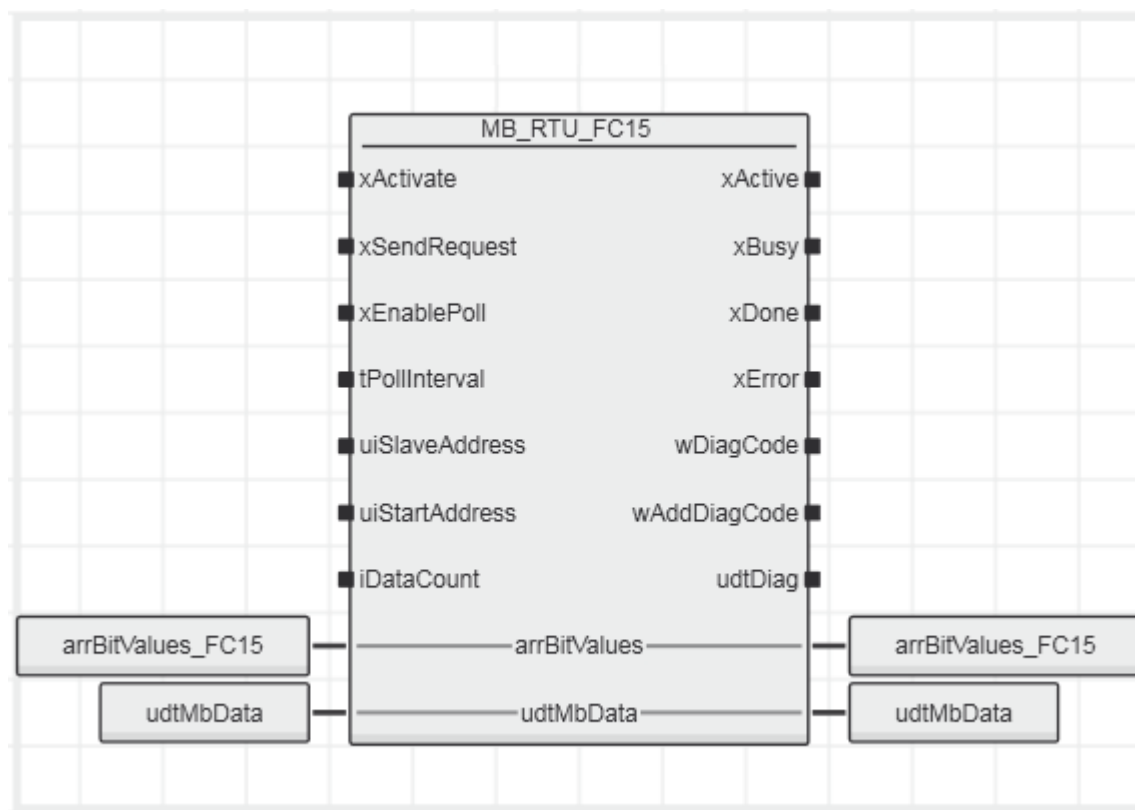 MB_RTU_FC15
xActivate xActive
xSendRequest xBusy
xEnablePoll xDone
tPollInterval xError
uiSlaveAddress wDiagCode
uiStartAddress wAddDiagCode
iDataCount udtDiag
arrBitValues_FC15 arrBitValues arrBitValues_FC15
udtMbData udtMbData udtMbData